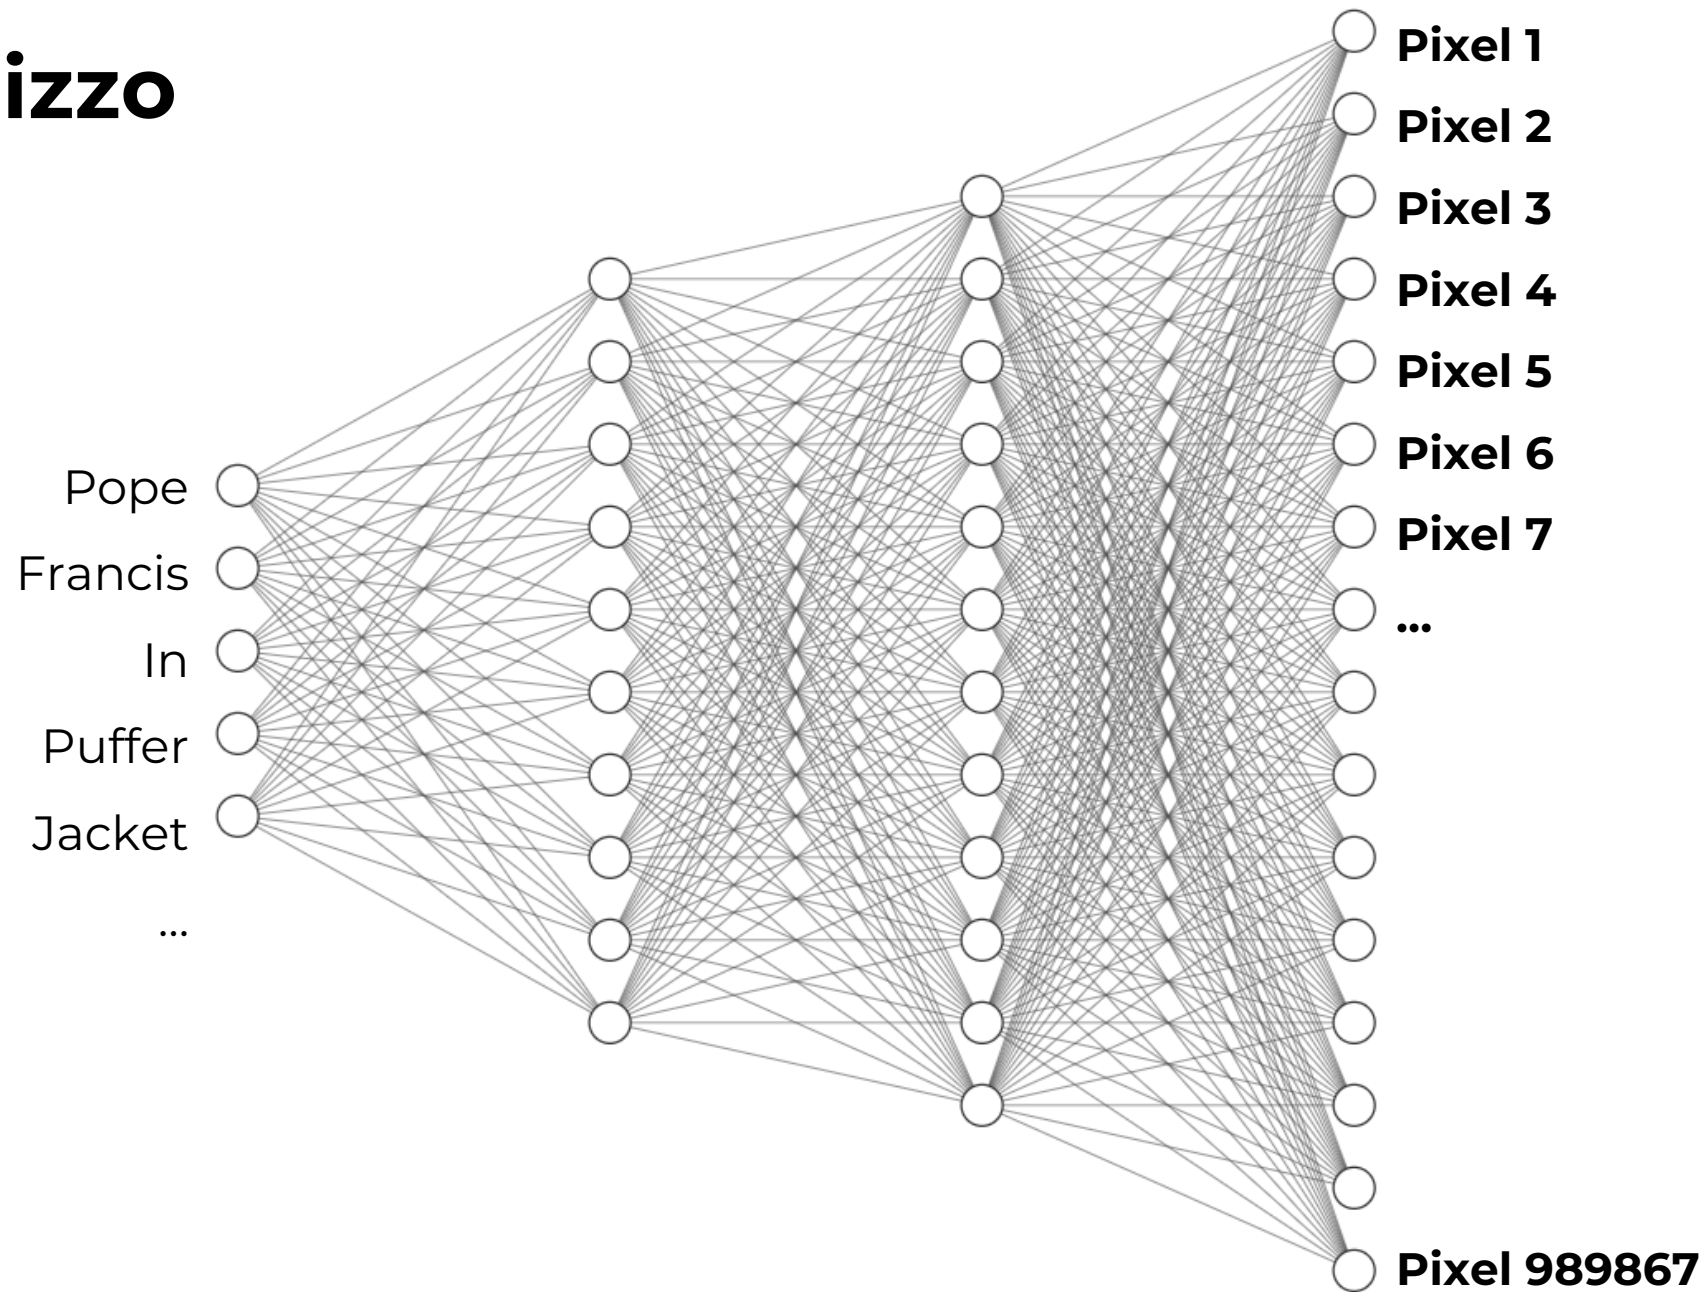 izzo
Pope
Francis
In
Puffer
Jacket
...
Pixel 1
Pixel 2
Pixel 3
Pixel 4
Pixel 5
Pixel 6
Pixel 7
...
Pixel 989867